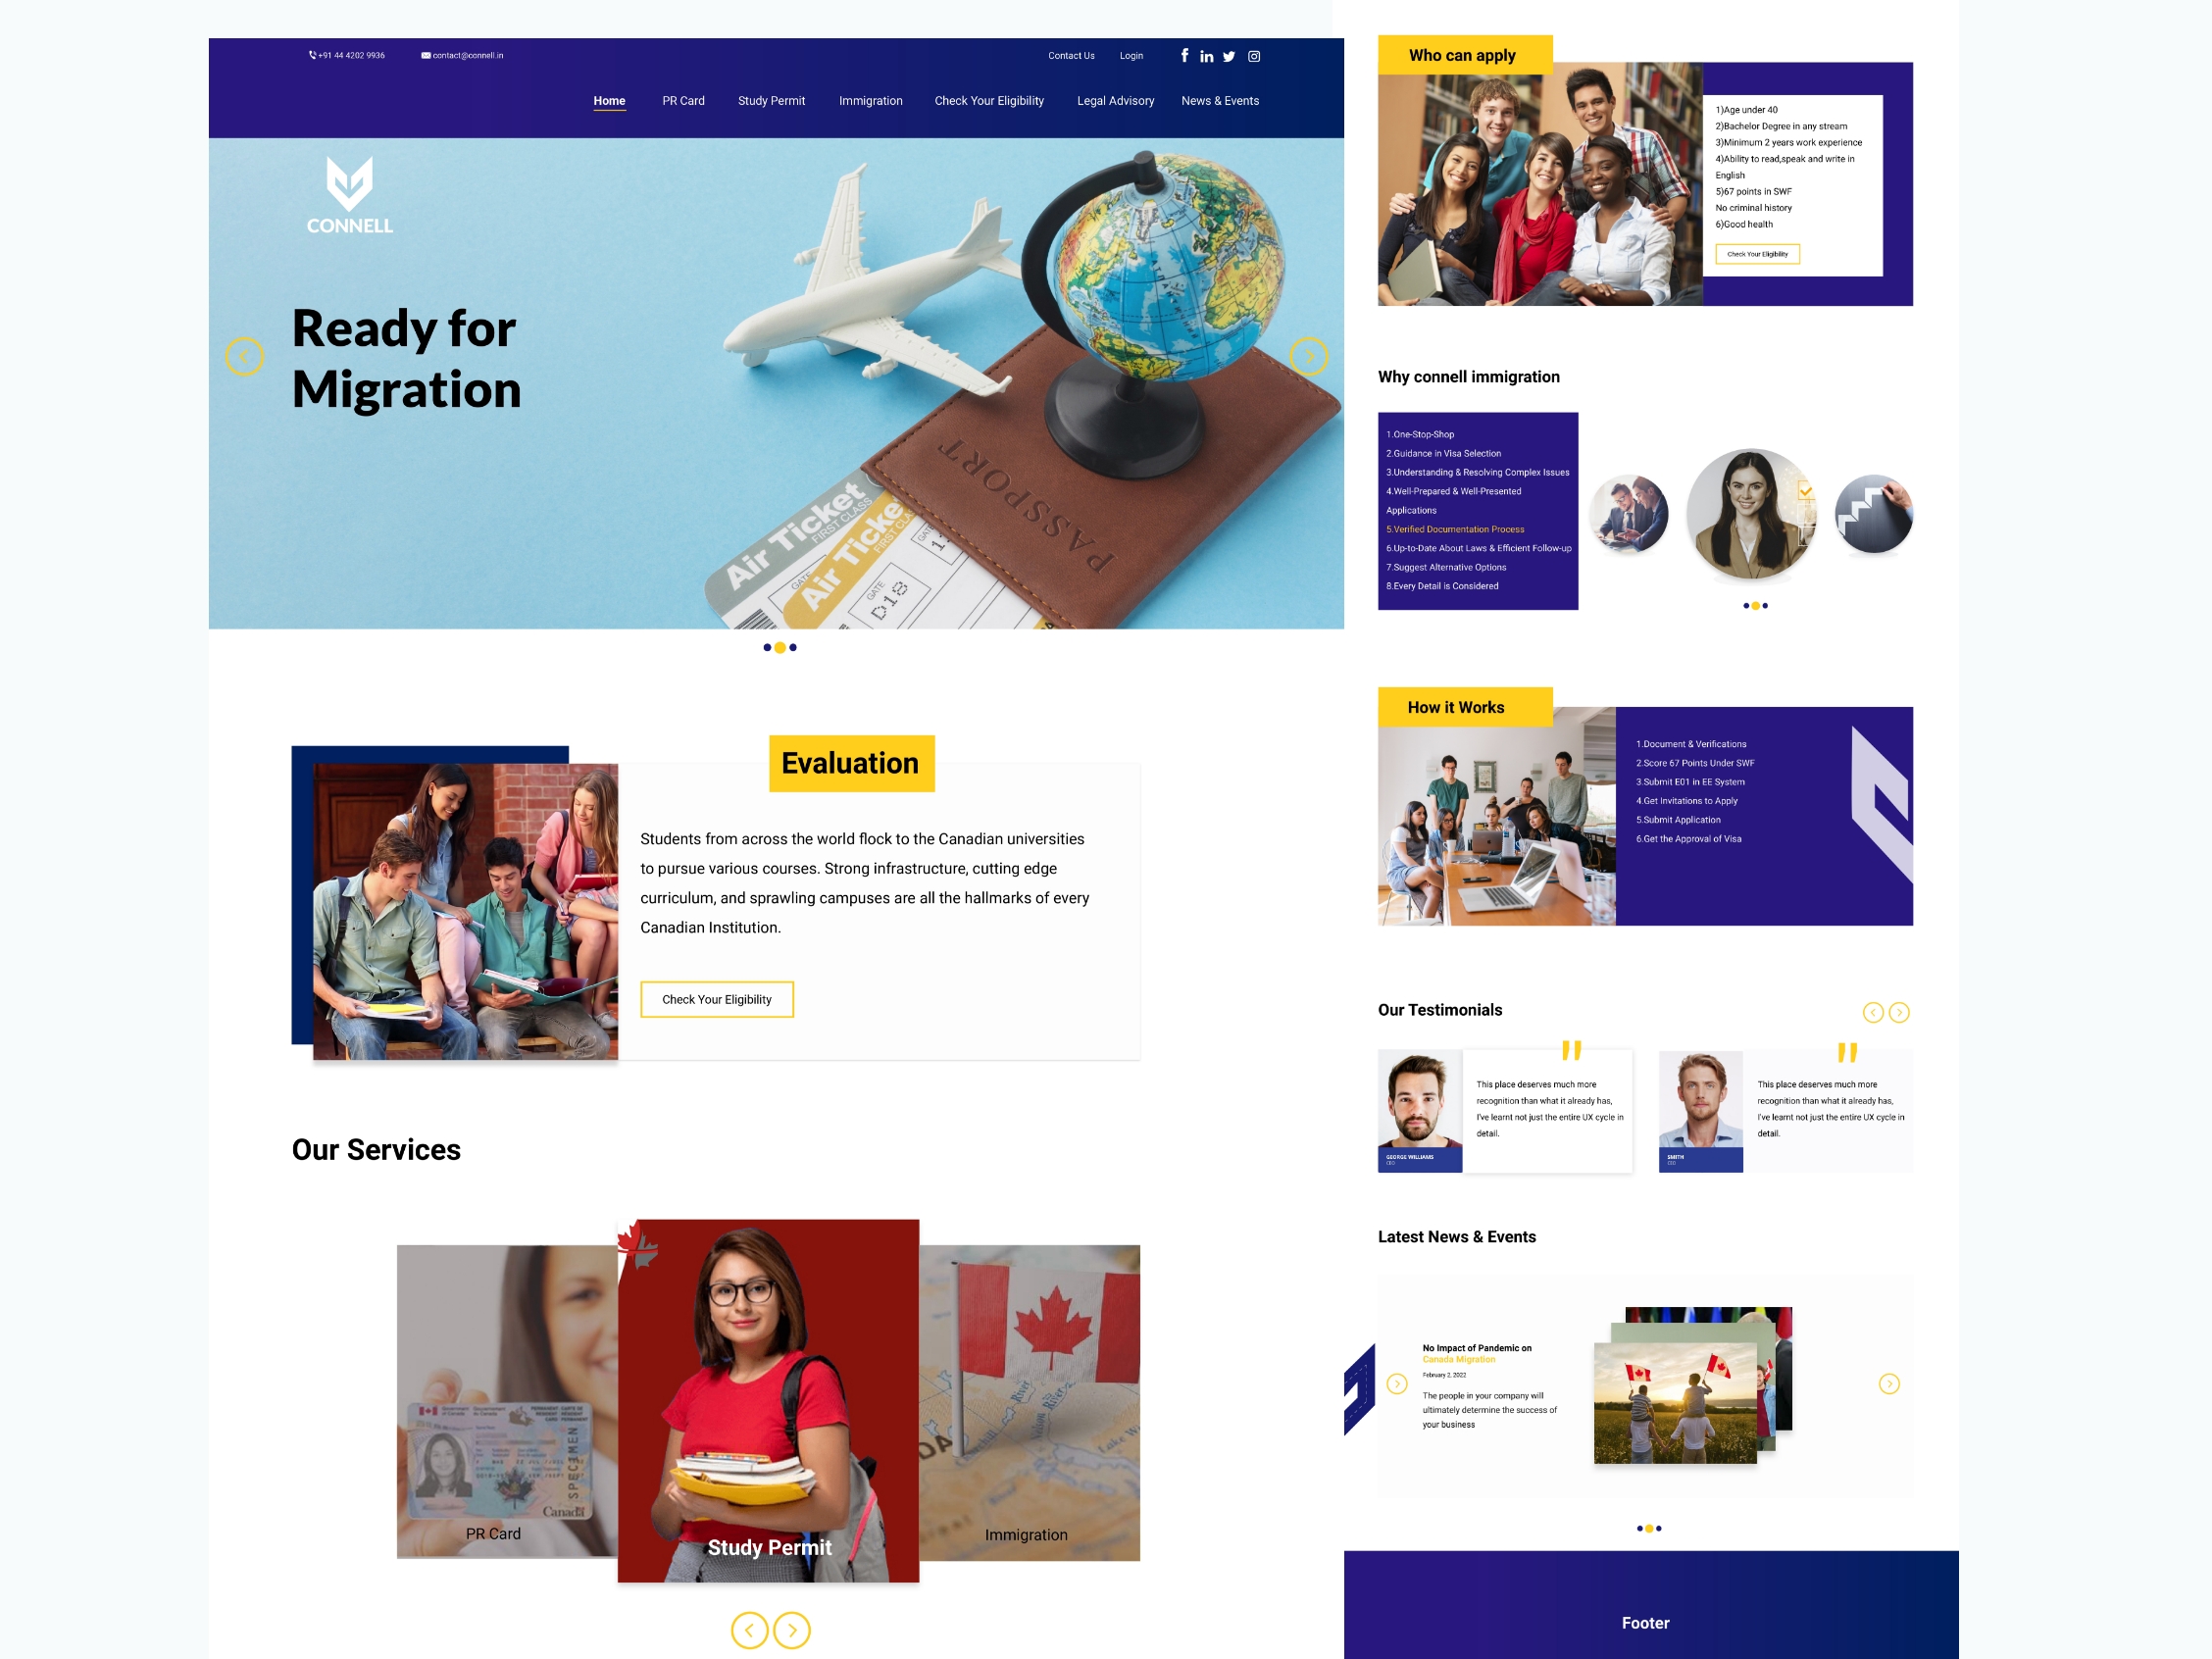 +91 44 4202 9936
contact@connell.in
Contact Us
Login
Home
PR Card
Study Permit
Immigration
Check Your Eligibility
Legal Advisory
News & Events
CONNELL
Ready for
Migration
PASSPORT
Air Ticket
FIRST CLASS
Air Ticket
GATE
D18
GATE
Evaluation
Students from across the world flock to the Canadian universities
to pursue various courses. Strong infrastructure, cutting edge
curriculum, and sprawling campuses are all the hallmarks of every
Canadian Institution.
Check Your Eligibility
Our Services
SPECIMEN
Canada
PR Card
Study Permit
Immigration
Who can apply
1)Age under 40
2)Bachelor Degree in any stream
3)Minimum 2 years work experience
4)Ability to read,speak and write in
English
5)67 points in SWF
No criminal history
6)Good health
Check Your Eligibility
Why connell immigration
1.One-Stop-Shop
2.Guidance in Visa Selection
3.Understanding & Resolving Complex Issues
4.Well-Prepared & Well-Presented
Applications
5.Verified Documentation Process
6.Up-to-Date About Laws & Efficient Follow-up
7.Suggest Alternative Options
8.Every Detail is Considered
How it Works
1.Document & Verifications
2.Score 67 Points Under SWF
3.Submit E01 in EE System
4.Get Invitations to Apply
5.Submit Application
6.Get the Approval of Visa
Our Testimonials
"
This place deserves much more
recognition than what it already has,
I've learnt not just the entire UX cycle in
detail.
GEORGE WILLIAMS
CEO
"
This place deserves much more
recognition than what it already has,
I've learnt not just the entire UX cycle in
detail.
SMITH
CEO
Latest News & Events
No Impact of Pandemic on
Canada Migration
February 2, 2022
The people in your company will
ultimately determine the success of
your business
Footer